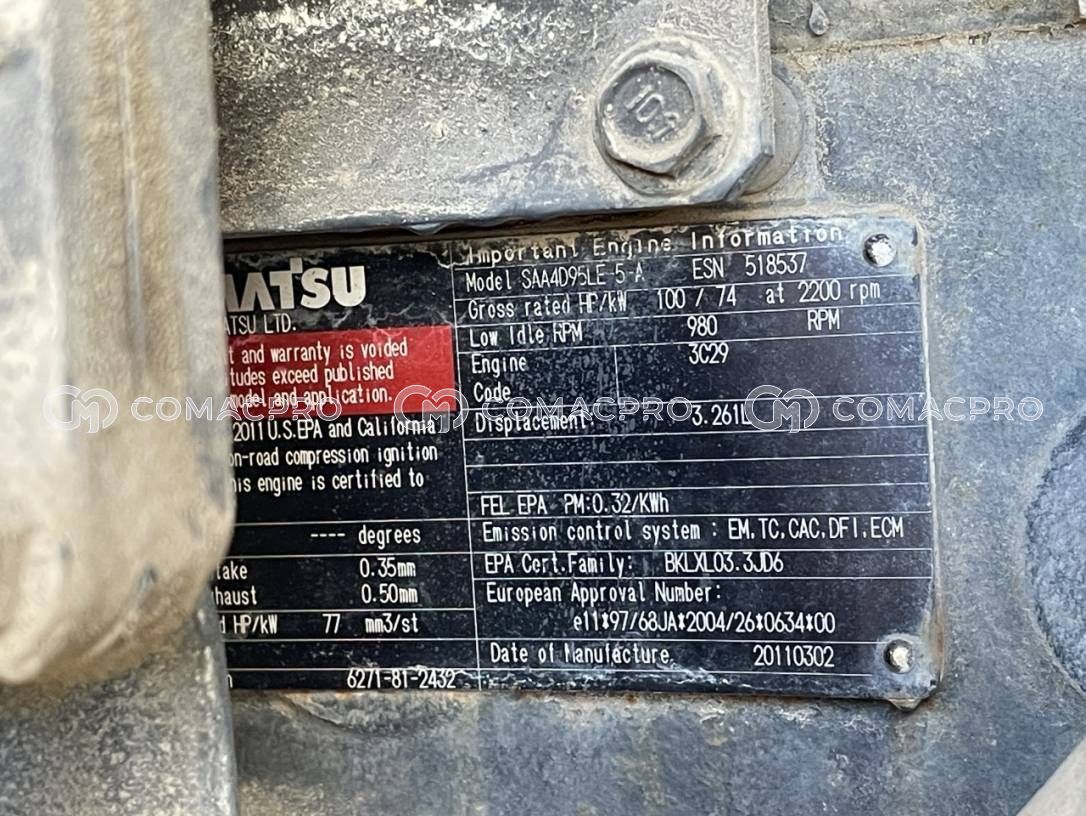 10.9
MATSU
ATSU LTD.
t and warranty is voided
tudes exceed published
model and application.
2011 U.S.EPA and California
on-road compression ignition
his engine is certified to
---- degrees
take 0.35mm
xhaust 0.50mm
d HP/kW 77 mm3/st
n 6271-81-2432
Important Engine Information
Model SAA4D95LE-5-A ESN 518537
Gross rated HP/kW 100 / 74 at 2200 rpm
Low Idle RPM 980 RPM
Engine 3C29
Code
Displacement: 3.261L
FEL EPA PM:0.32/KWh
Emission control system : EM,TC,CAC,DFI,ECM
EPA Cert.Family: BKLXL03.3JD6
European Approval Number:
e11*97/68JA*2004/26*0634*00
Date of Manufacture. 20110302
COMACPRO COMACPRO COMACPRO